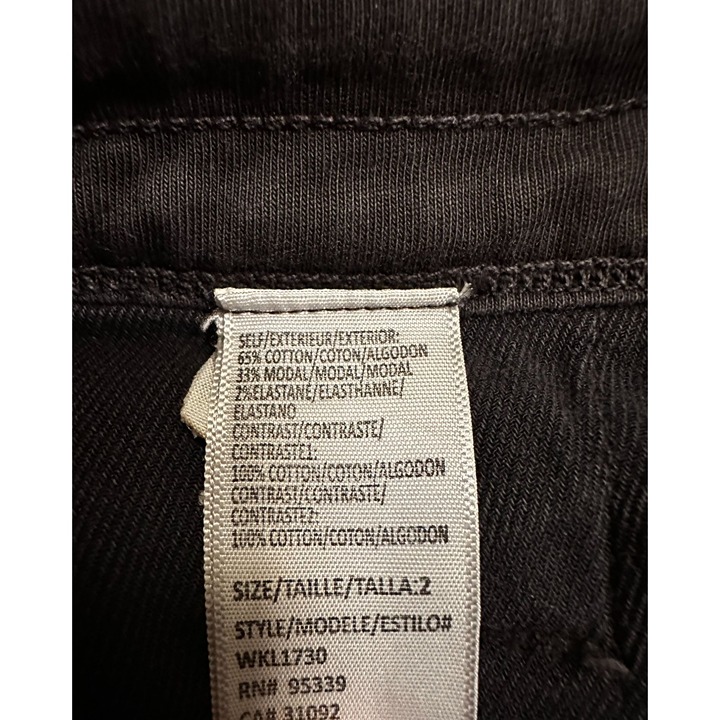 SELF/EXTERIEUR/EXTERIOR:
65% COTTON/COTON/ALGODON
33% MODAL/MODAL/MODAL
2%ELASTANE/ELASTHANNE/
ELASTANO
CONTRAST/CONTRASTE/
CONTRASTE1:
100% COTTON/COTON/ALGODON
CONTRAST/CONTRASTE/
CONTRASTE2:
100% COTTON/COTON/ALGODON
SIZE/TAILLE/TALLA:2
STYLE/MODELE/ESTILO#
WKL1730
RN# 95339
CA# 31092